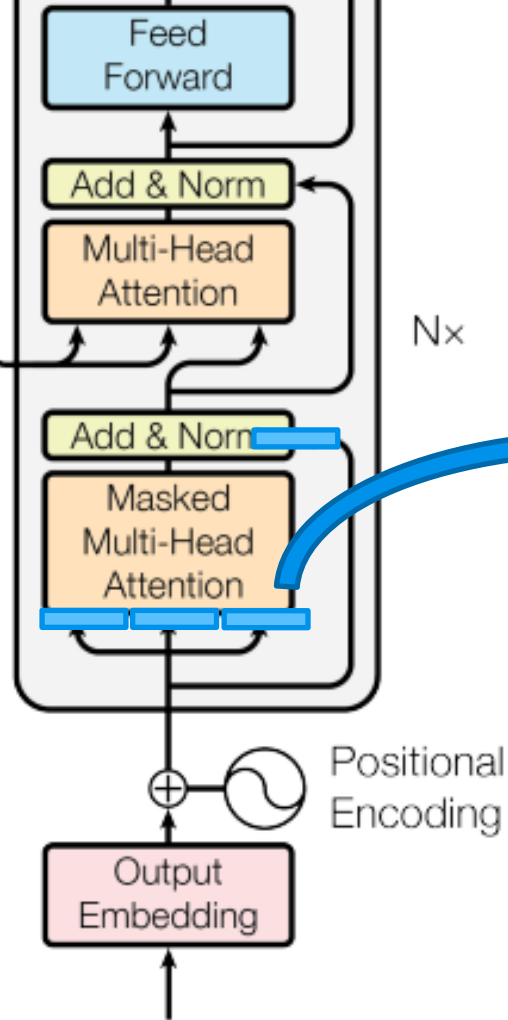 Feed
Forward
Add & Norm
Multi-Head
Attention
N×
Add & Norm
Masked
Multi-Head
Attention
Positional
Encoding
Output
Embedding